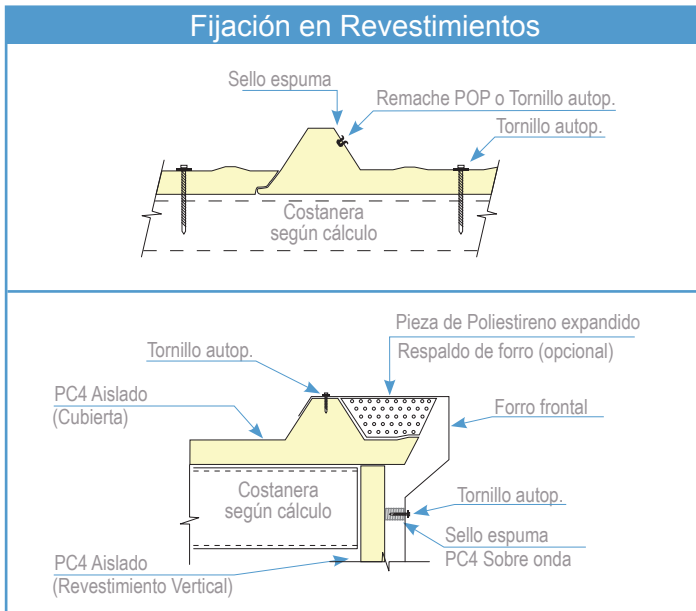 Fijación en Revestimientos
Sello espuma
Remache POP o Tornillo autop.
Tornillo autop.
Costanera
según cálculo
Pieza de Poliestireno expandido
Respaldo de forro (opcional)
Tornillo autop.
PC4 Aislado
(Cubierta)
Forro frontal
Costanera
según cálculo
Tornillo autop.
Sello espuma
PC4 Sobre onda
PC4 Aislado
(Revestimiento Vertical)